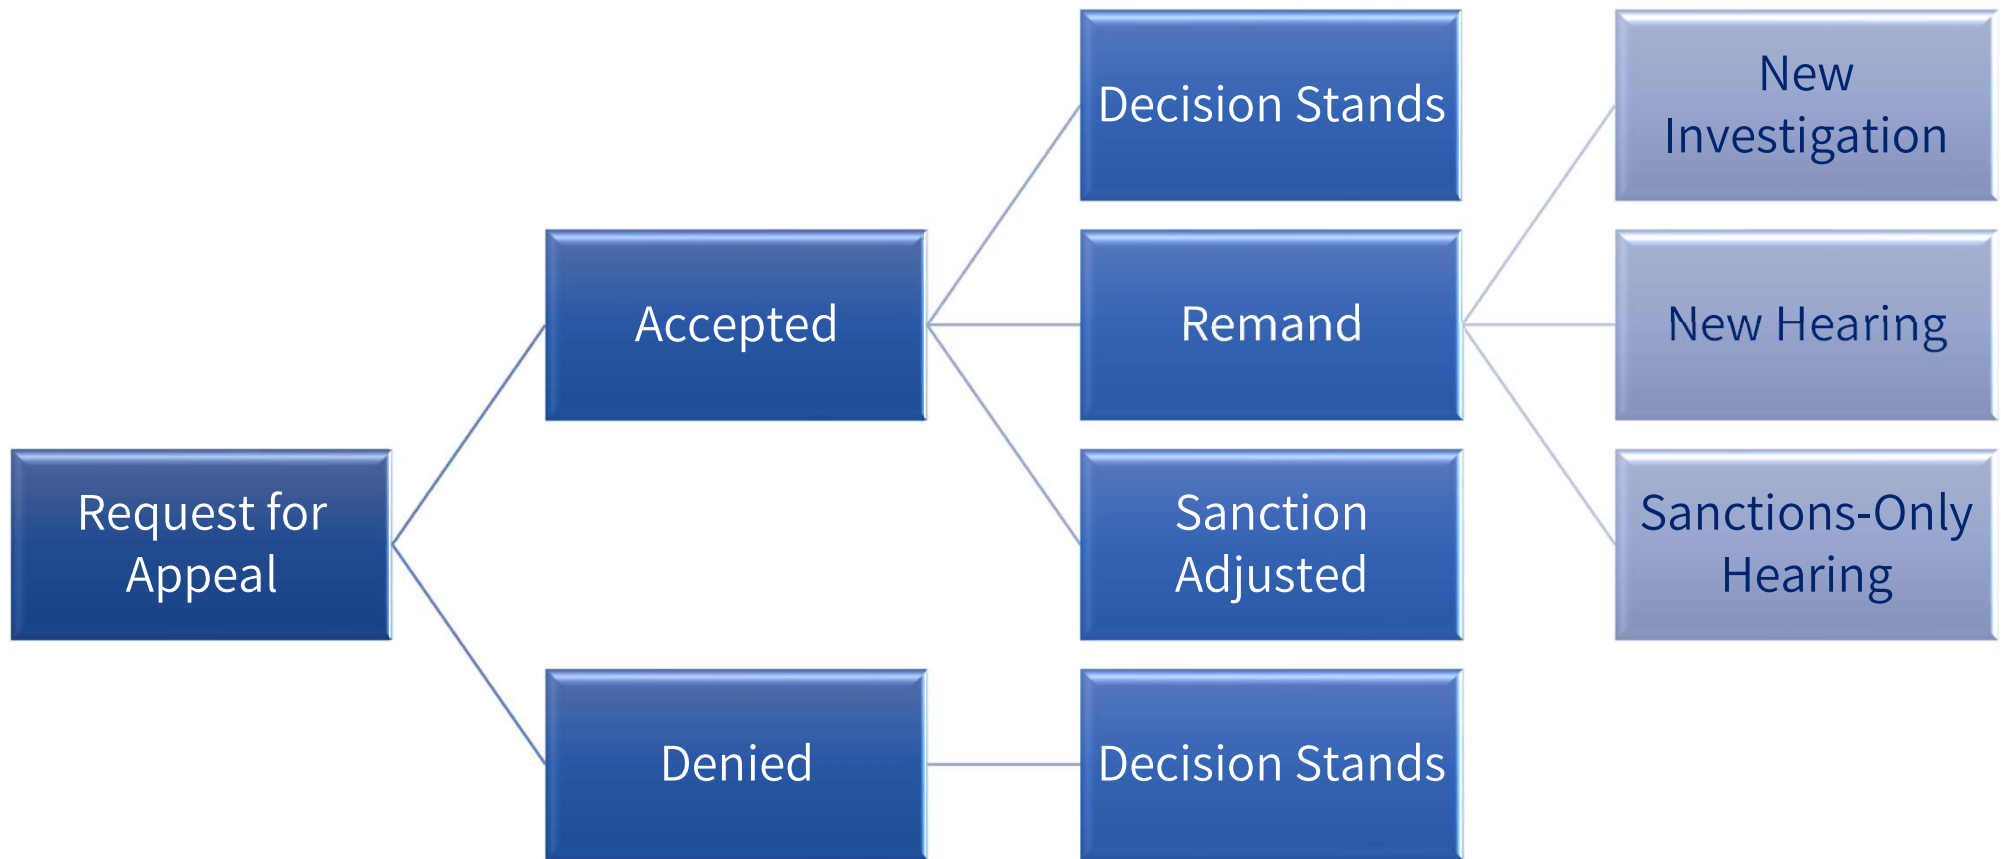 Request for
Appeal
Accepted
Denied
Decision Stands
Remand
Sanction
Adjusted
Decision Stands
New
Investigation
New Hearing
Sanctions-Only
Hearing